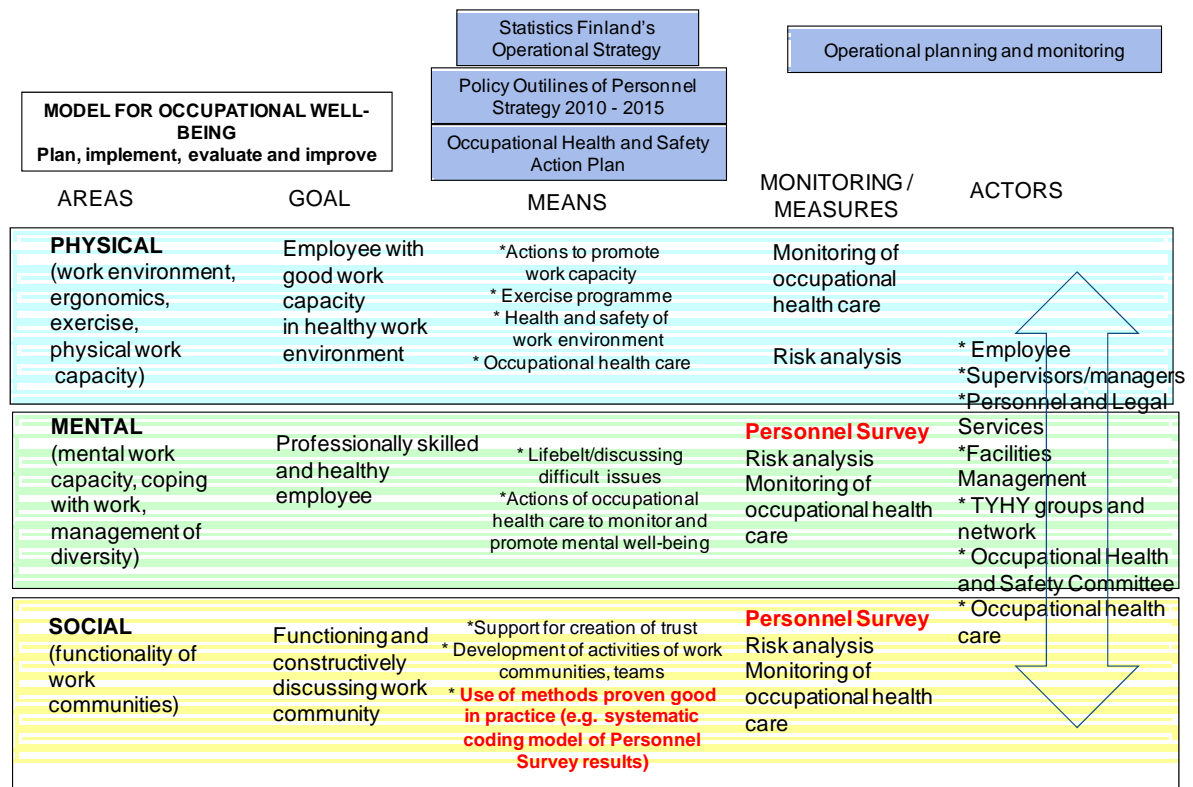 Statistics Finland's
Operational Strategy
Operational planning and monitoring
Policy Outilines of Personnel
Strategy 2010 - 2015
MODEL FOR OCCUPATIONAL WELL-
BEING
Plan, implement, evaluate and improve
Occupational Health and Safety
Action Plan
AREAS
GOAL
MEANS
MONITORING /
MEASURES
ACTORS
PHYSICAL
(work environment,
ergonomics,
exercise,
physical work
capacity)
Employee with
good work
capacity
in healthy work
environment
*Actions to promote
work capacity
* Exercise programme
* Health and safety of
work environment
* Occupational health care
Monitoring of
occupational
health care
Risk analysis
* Employee
*Supervisors/managers
*Personnel and Legal
Services
*Facilities
Management
* TYHY groups and
network
* Occupational Health
and Safety Committee
* Occupational health
care
MENTAL
(mental work
capacity, coping
with work,
management of
diversity)
Professionally skilled
and healthy
employee
* Lifebelt/discussing
difficult issues
*Actions of occupational
health care to monitor and
promote mental well-being
Personnel Survey
Risk analysis
Monitoring of
occupational health
care
SOCIAL
(functionality of
work
communities)
Functioning and
constructively
discussing work
community
*Support for creation of trust
* Development of activities of work
communities, teams
* Use of methods proven good
in practice (e.g. systematic
coding model of Personnel
Survey results)
Personnel Survey
Risk analysis
Monitoring of
occupational health
care